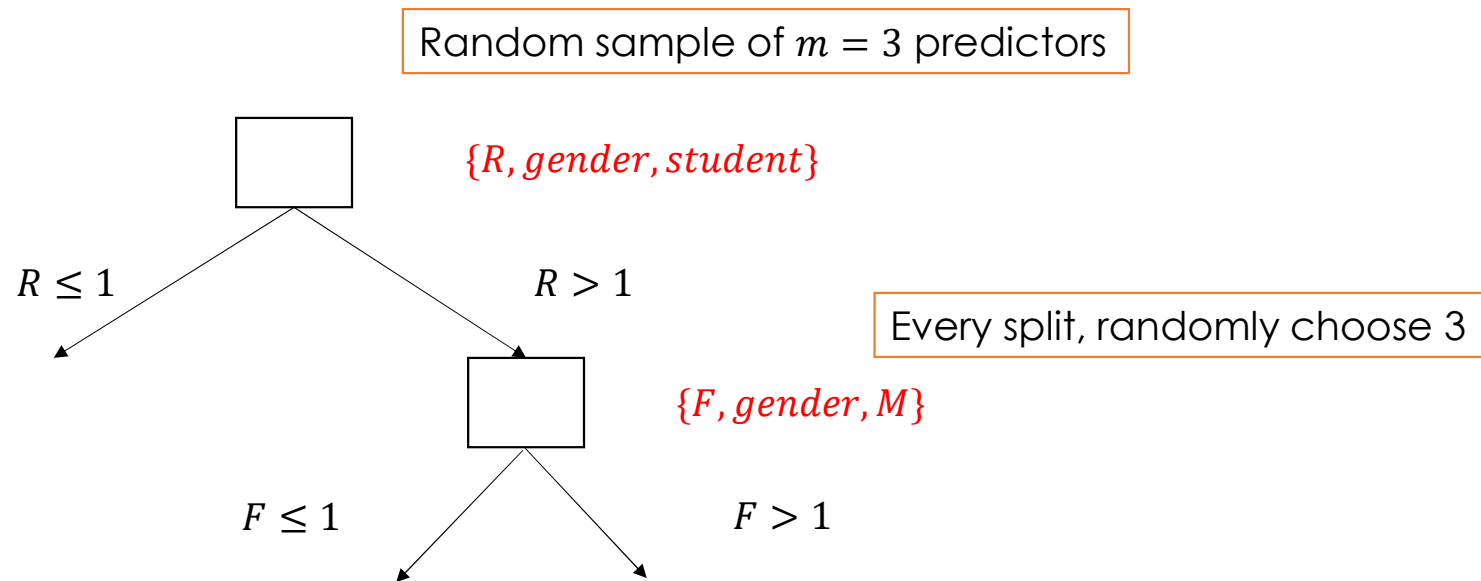 Random sample of 𝑚 = 3 predictors
{𝑅, 𝑔𝑒𝑛𝑑𝑒𝑟, 𝑠𝑡𝑢𝑑𝑒𝑛𝑡}
𝑅 ≤ 1
𝑅 > 1
Every split, randomly choose 3
{𝐹, 𝑔𝑒𝑛𝑑𝑒𝑟, 𝑀}
𝐹 ≤ 1
𝐹 > 1